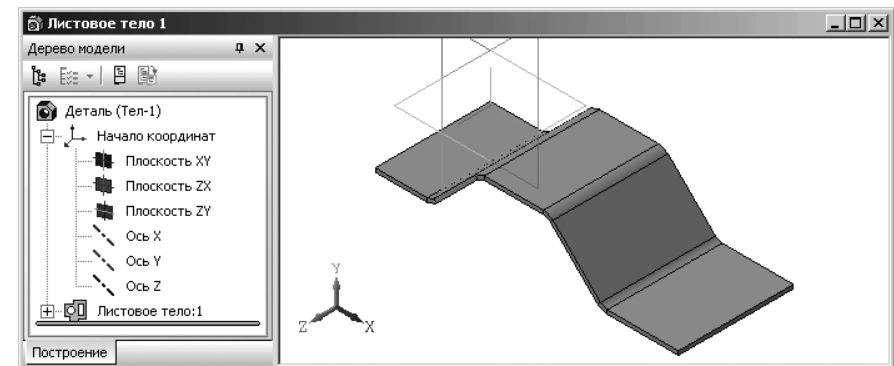 Листовое тело 1
Дерево модели
Деталь (Тел-1)
Начало координат
Плоскость XY
Плоскость ZX
Плоскость ZY
Ось X
Ось Y
Ось Z
Листовое тело:1
Построение
Y
Z
X